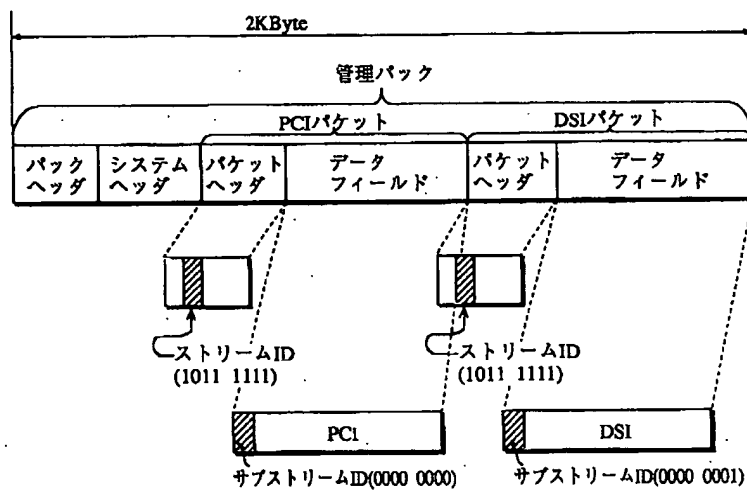 2KByte
管理パック
PCIパケット
DSIパケット
パック
ヘッダ
システム
ヘッダ
パケット
ヘッダ
データ
フィールド
パケット
ヘッダ
データ
フィールド
ストリームID
(1011 1111)
ストリームID
(1011 1111)
PCI
DSI
サブストリームID(0000 0000)
サブストリームID(0000 0001)